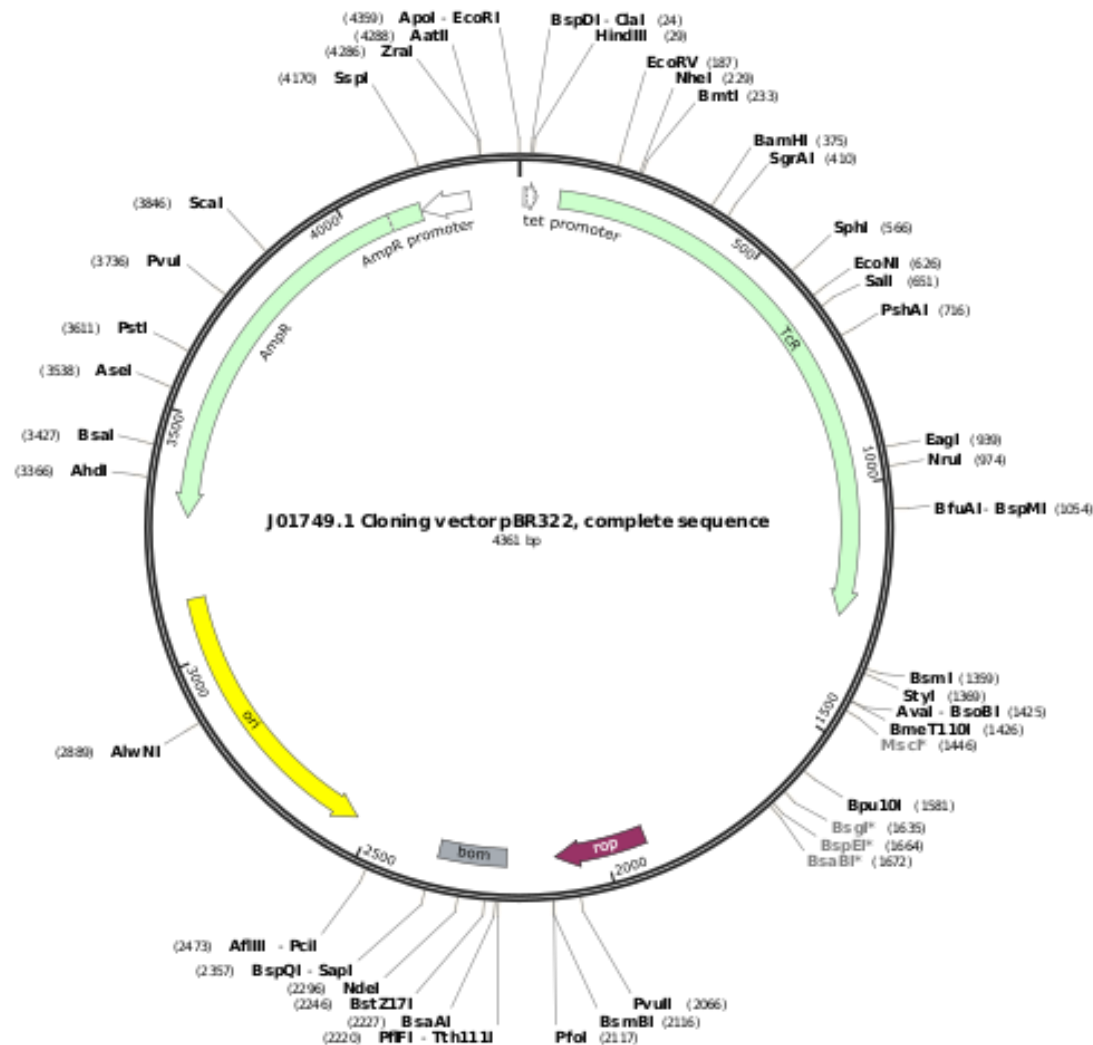 (4359) ApoI - EcoRI
(4288) AatII
(4286) ZraI
(4170) SspI
BspDI - ClaI (24)
HindIII (29)
EcoRV (187)
NheI (229)
BmtI (233)
BamHI (375)
SgrAI (410)
SphI (566)
EcoNI (626)
SalI (651)
PshAI (716)
EagI (939)
NruI (974)
BfuAI - BspMI (1054)
BsmI (1359)
StyI (1369)
AvaI - BsoBI (1425)
BmeT110I (1426)
MscI* (1446)
Bpu10I (1581)
BsgI* (1635)
BspEI* (1664)
BsaBI* (1672)
PvuII (2066)
BsmBI (2116)
PfoI (2117)
(2220) PflFI - Tth111I
(2227) BsaAI
(2246) BstZ17I
(2296) NdeI
(2357) BspQI - SapI
(2473) AflIII - PciI
(2889) AlwNI
(3366) AhdI
(3427) BsaI
(3538) AseI
(3611) PstI
(3736) PvuI
(3846) ScaI
tet promoter
AmpR promoter
TcR
AmpR
ori
bom
rop
500
1000
1500
2000
2500
3000
3500
4000
J01749.1 Cloning vector pBR322, complete sequence
4361 bp